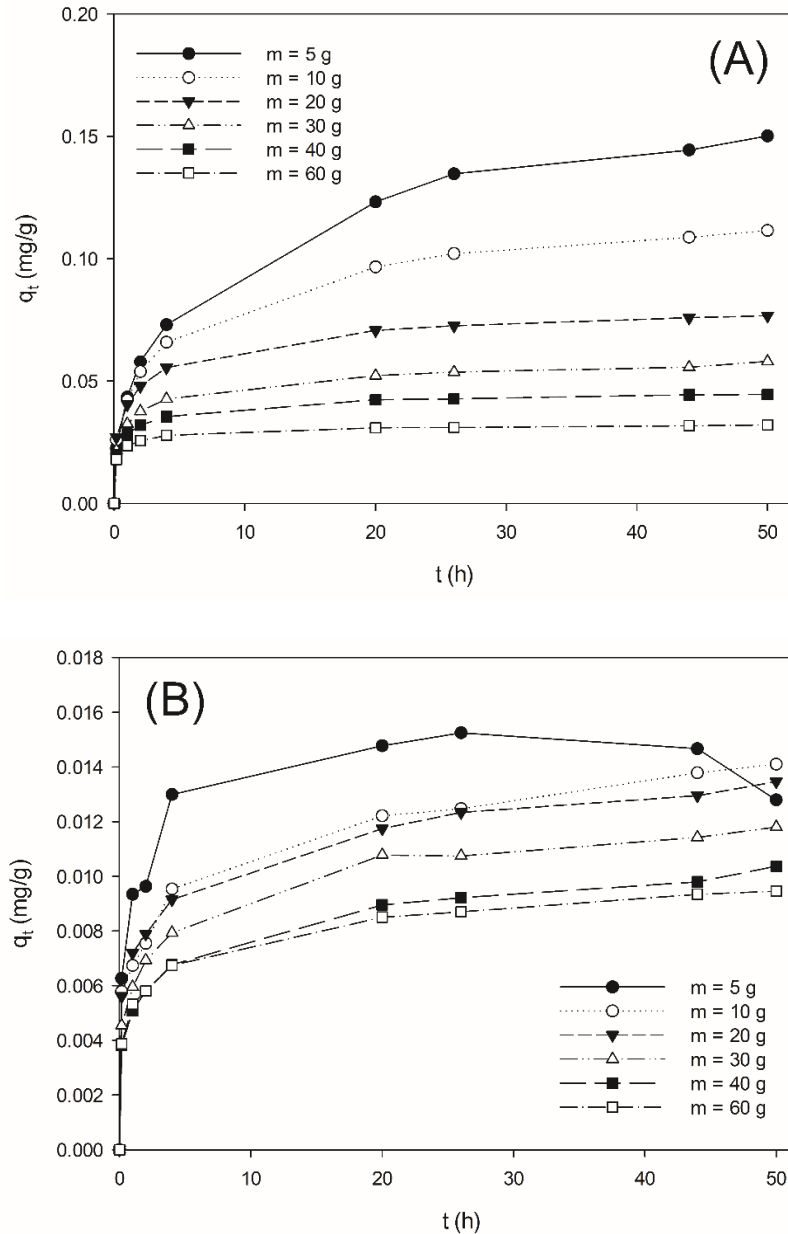 (A)
m = 5 g
m = 10 g
m = 20 g
m = 30 g
m = 40 g
m = 60 g
0.20
0.15
0.10
0.05
0.00
qt (mg/g)
0 10 20 30 40 50
t (h)
(B)
0.018
0.016
0.014
0.012
0.010
0.008
0.006
0.004
0.002
0.000
qt (mg/g)
m = 5 g
m = 10 g
m = 20 g
m = 30 g
m = 40 g
m = 60 g
0 10 20 30 40 50
t (h)